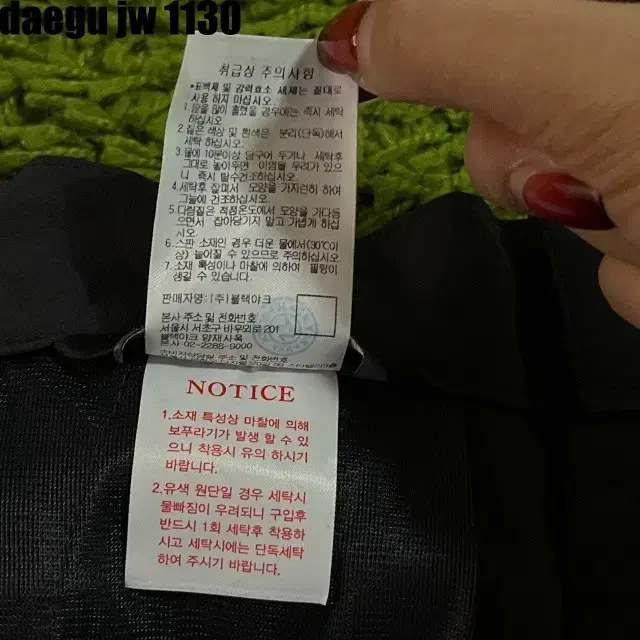 daegu jw 1130
취급상 주의사항
*표백제 및 강력효소 세제는 절대로
사용 하지 마십시오.
1.땀을 많이 흘렸을 경우에는 즉시 세탁
하십시오.
2.짙은 색상 및 흰색은 분리(단독)해서
세탁 하십시오.
3.물에 10분이상 담구어 두거나 세탁후
그대로 놓아두면 이염될 우려가있으
니 즉시 탈수건조하십시오.
4.세탁후 잡펴서 모양을 가지런히 하여
그늘에 건조하십시오.
5.다림질은 적정온도에서 모양을 가다듬
으면서 잡아당기지 말고 가볍게 하십
시오.
6.스판 소재인 경우 더운 물에서(30℃이
상) 늘어질 수 있으므로 주의하십시오.
7.소재 특성이나 마찰에 의하여 필링이
생길 수 있습니다.
판매자명:(주)블랙야크
본사 주소 및 전화번호
서울시 서초구 바우뫼로 201
블랙야크 양재사옥
본사 02-2286-9000
주소 및 전화번호
NOTICE
1.소재 특성상 마찰에 의해
보푸라기가 발생 할 수 있
으니 착용시 유의 하시기
바랍니다.
2.유색 원단일 경우 세탁시
물빠짐이 우려되니 구입후
반드시 1회 세탁후 착용하
시고 세탁시에는 단독세탁
하여 주시기 바랍니다.